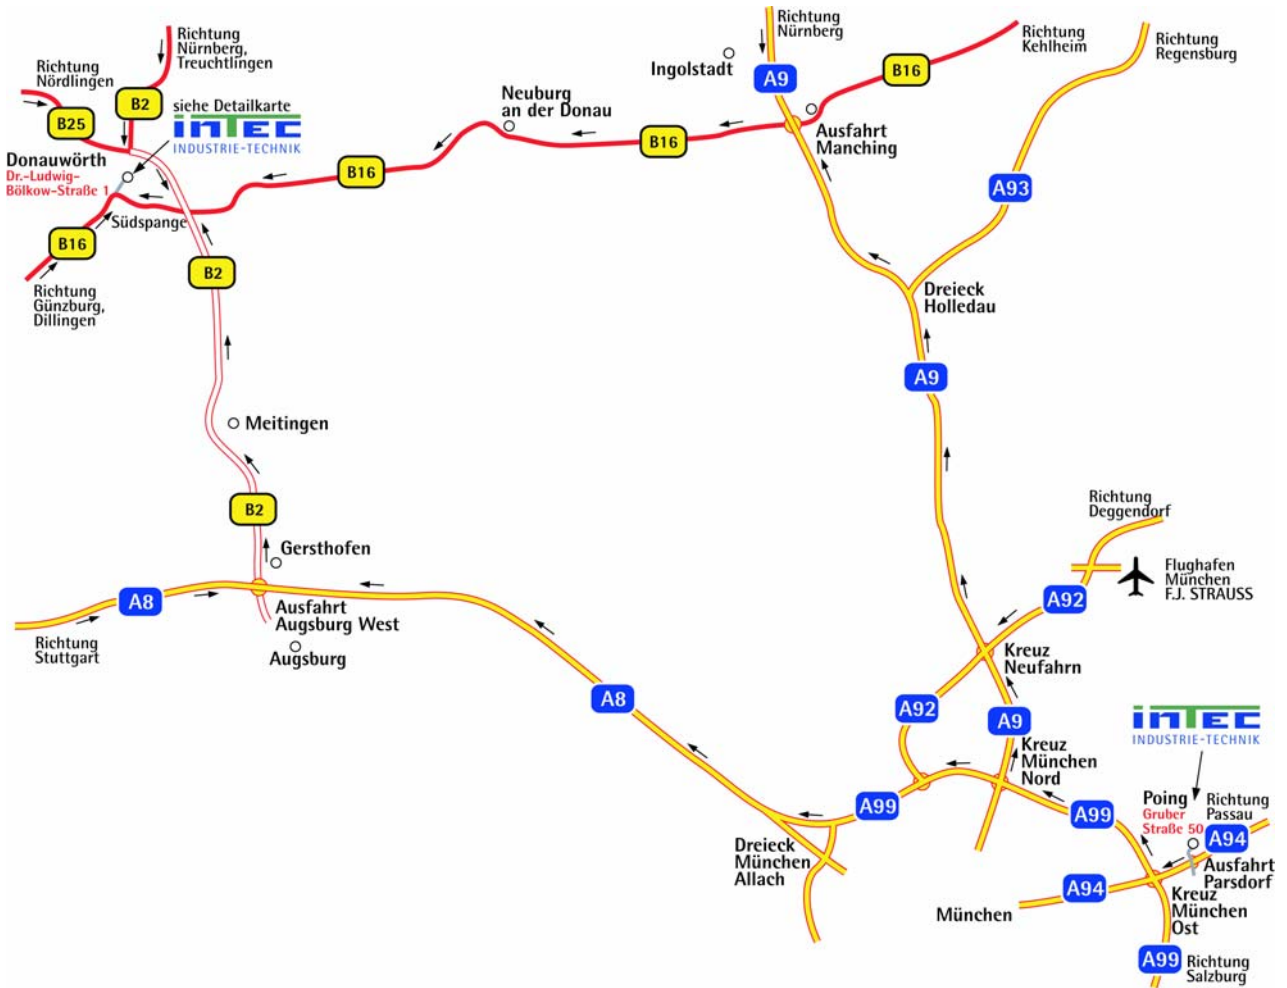 Richtung
Nürnberg,
Treuchtlingen
Richtung
Nördlingen
B2
B25
siehe Detailkarte
inTEC
INDUSTRIE-TECHNIK
Donauwörth
Dr.-Ludwig-
Bölkow-Straße 1
Südspange
B16
Richtung
Günzburg,
Dillingen
B2
B16
Neuburg
an der Donau
B16
Ingolstadt
Richtung
Nürnberg
A9
B16
Richtung
Kehlheim
Richtung
Regensburg
Ausfahrt
Manching
A93
Dreieck
Holledau
A9
Meitingen
B2
Gersthofen
A8
Richtung
Stuttgart
Ausfahrt
Augsburg West
Augsburg
A8
Richtung
Deggendorf
Flughafen
München
F.J. STRAUSS
A92
Kreuz
Neufahrn
A92
A9
Kreuz
München
Nord
A99
A99
Dreieck
München
Allach
inTEC
INDUSTRIE-TECHNIK
Poing
Gruber
Straße 50
Richtung
Passau
A94
Ausfahrt
Parsdorf
A94
München
Kreuz
München
Ost
A99
Richtung
Salzburg